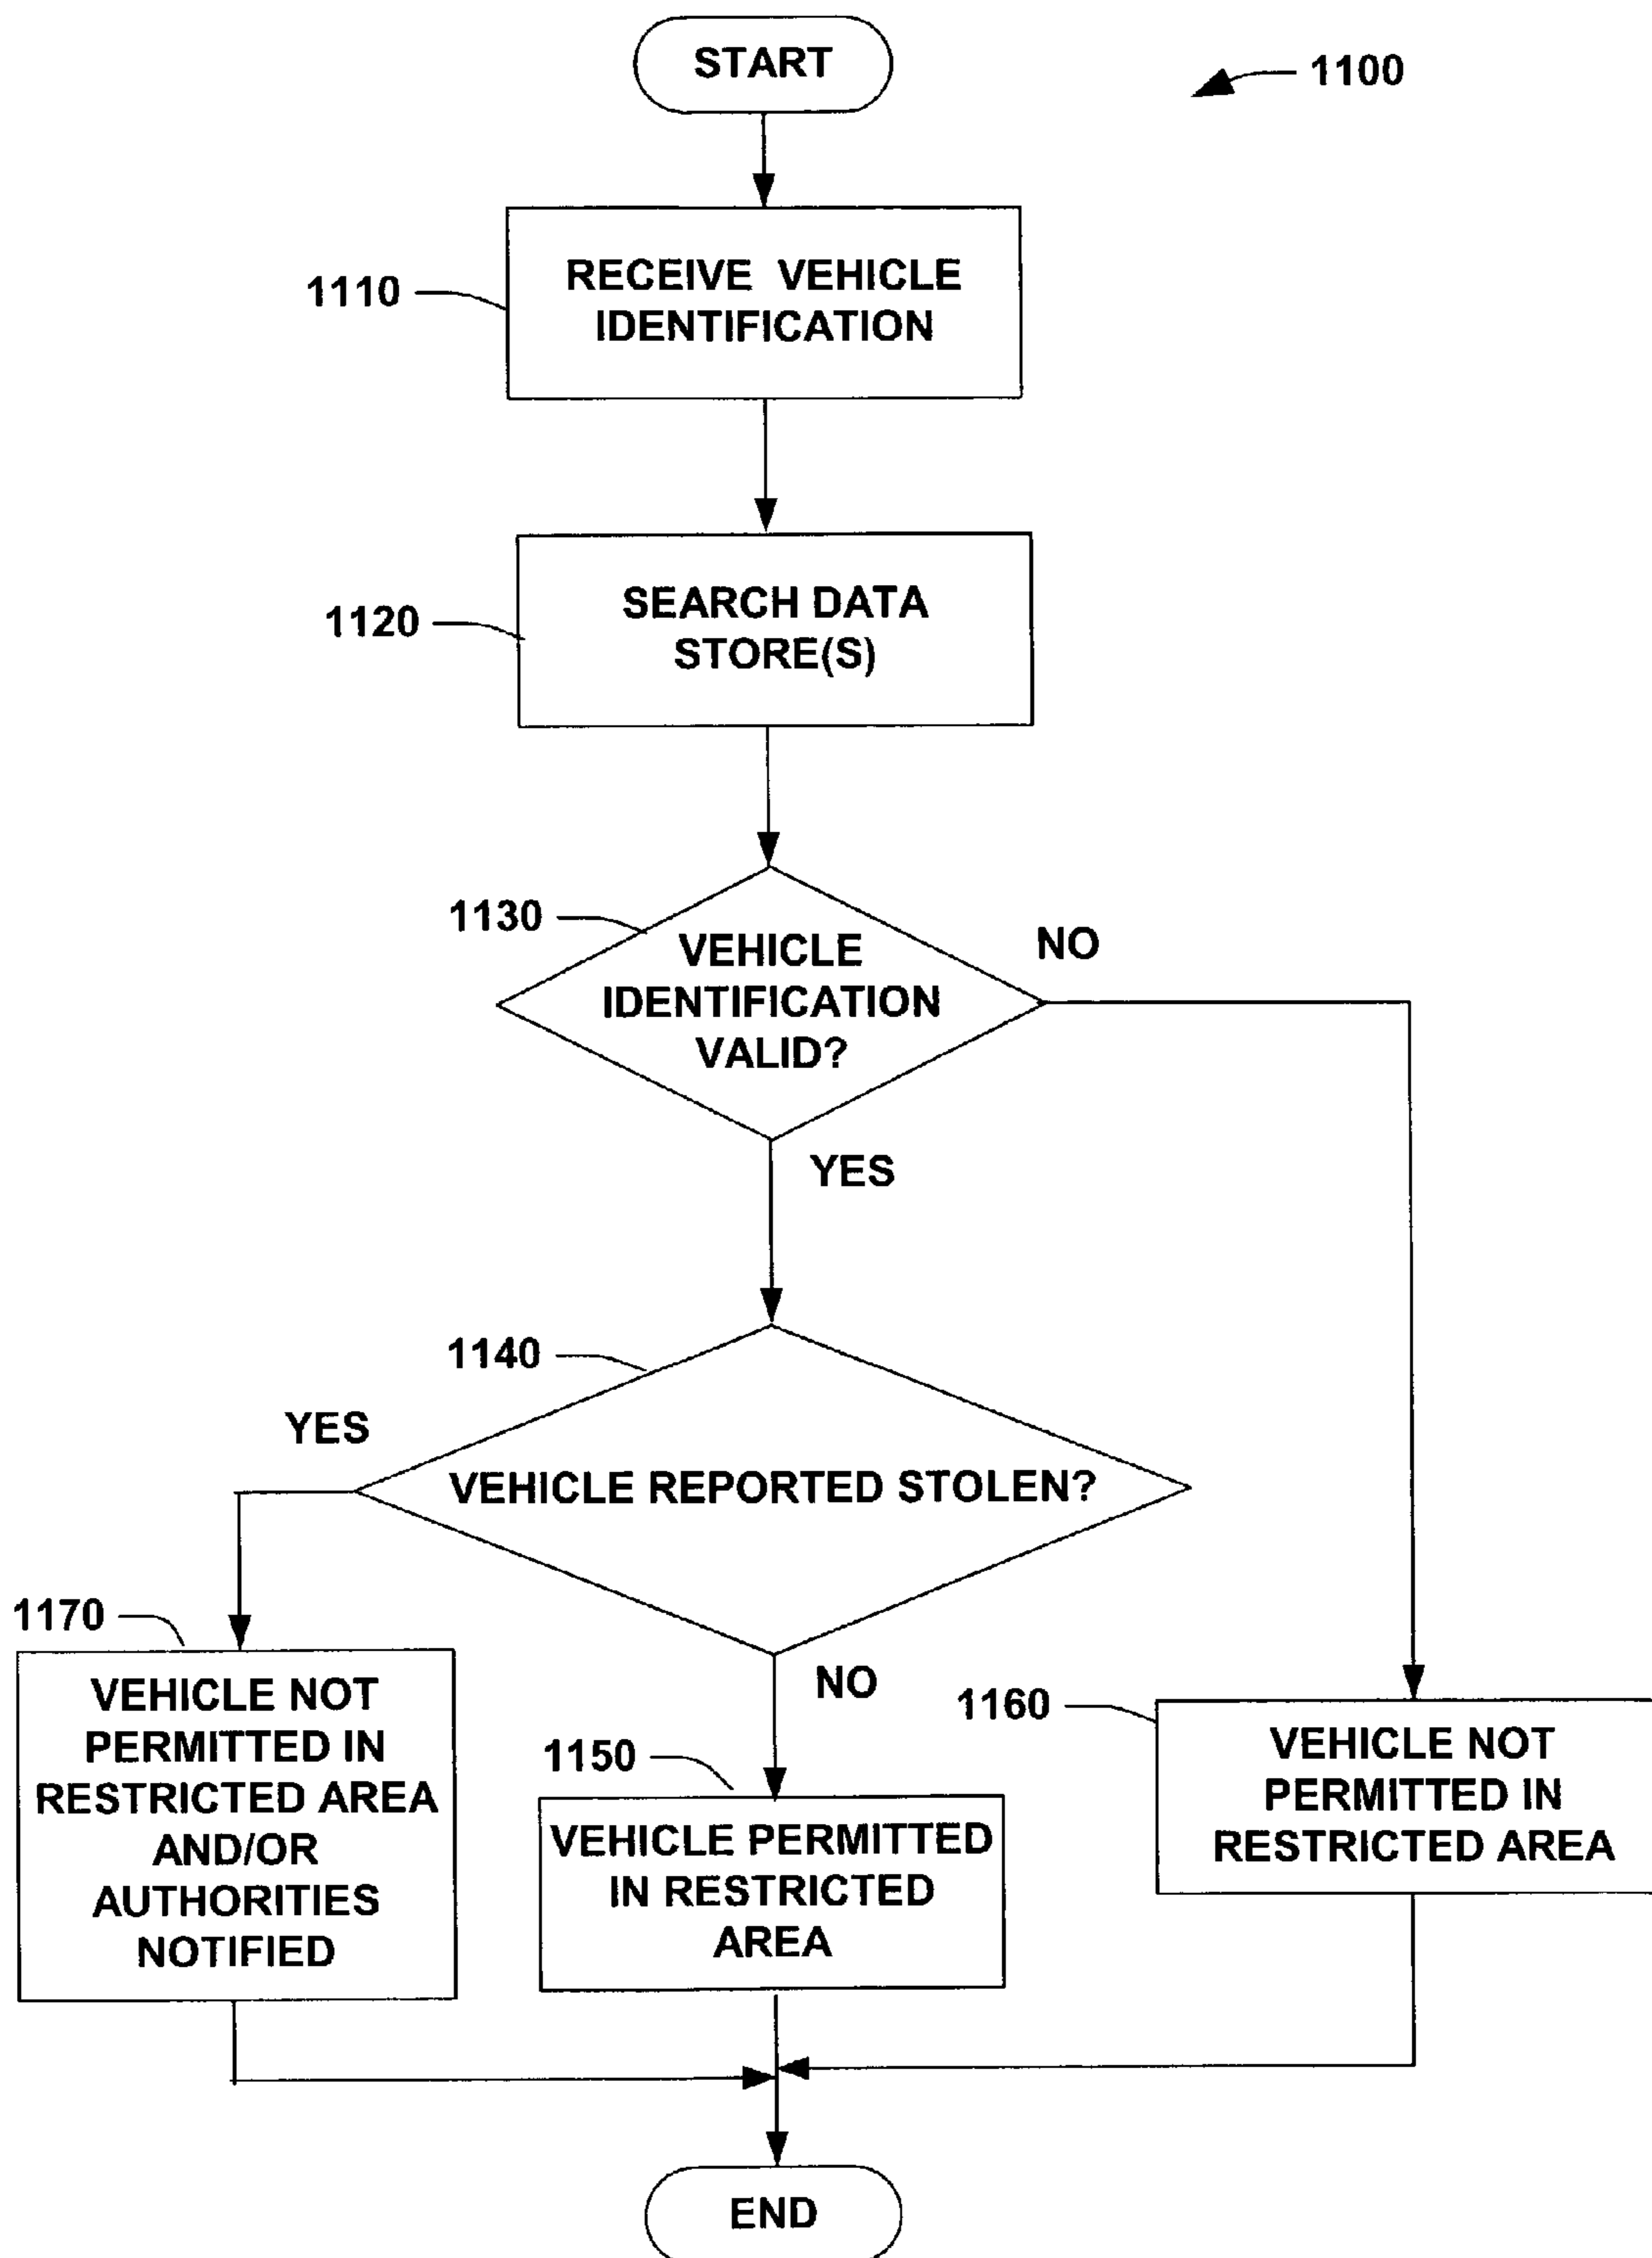 START
1100
1110
RECEIVE VEHICLE
IDENTIFICATION
1120
SEARCH DATA
STORE(S)
1130
VEHICLE
IDENTIFICATION
VALID?
NO
YES
1140
YES
VEHICLE REPORTED STOLEN?
NO
1170
VEHICLE NOT
PERMITTED IN
RESTRICTED AREA
AND/OR
AUTHORITIES
NOTIFIED
1150
VEHICLE PERMITTED
IN RESTRICTED
AREA
1160
VEHICLE NOT
PERMITTED IN
RESTRICTED AREA
END